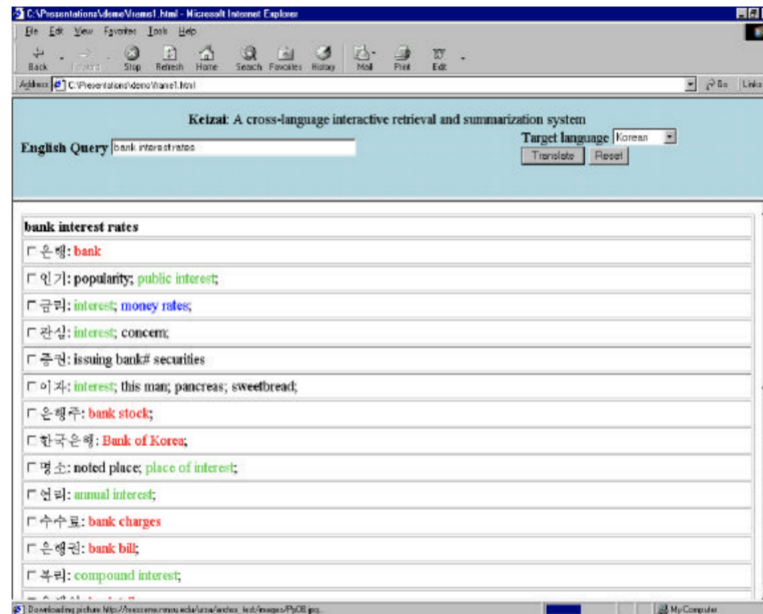 C:\Presentations\demo\frame1.html - Microsoft Internet Explorer
File Edit View Favorites Tools Help
Back Forward Stop Refresh Home Search Favorites History Mail Print Edit
Address C:\Presentations\demo\frame1.html Go Links
Keizai: A cross-language interactive retrieval and summarization system
English Query bank interest rates Target language Korean
Translate Reset
bank interest rates
은행: bank
인기: popularity; public interest;
금리: interest; money rates;
관심: interest; concern;
증권: issuing bank# securities
이자: interest; this man; pancreas; sweetbread;
은행주: bank stock;
한국은행: Bank of Korea;
명소: noted place; place of interest;
연리: annual interest;
수수료: bank charges
은행권: bank bill;
복리: compound interest;
Downloading picture My Computer